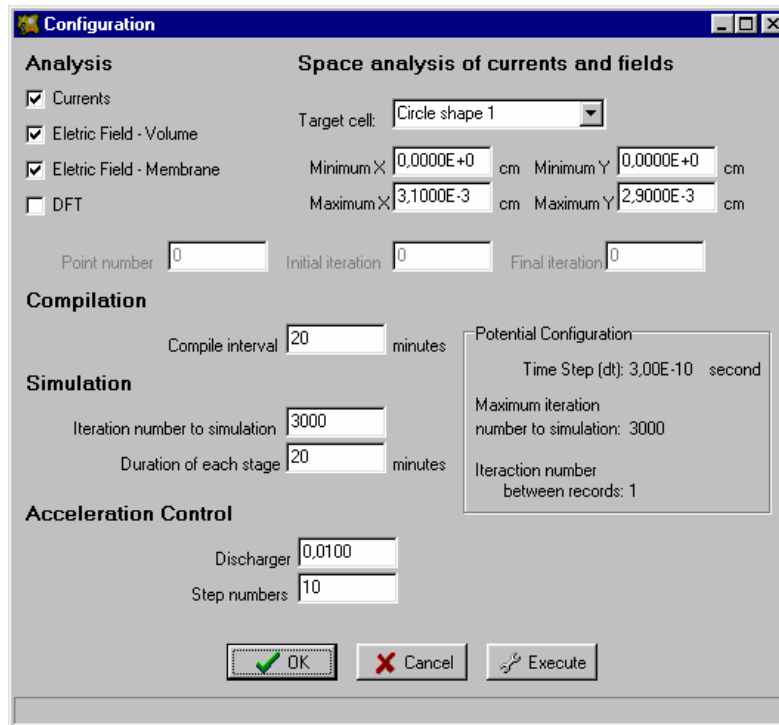 Configuration
Analysis
Space analysis of currents and fields
Currents
Eletric Field - Volume
Eletric Field - Membrane
DFT
Target cell: Circle shape 1
Minimum X 0,0000E+0 cm Minimum Y 0,0000E+0 cm
Maximum X 3,1000E-3 cm Maximum Y 2,9000E-3 cm
Point number 0 Initial iteration 0 Final iteration 0
Compilation
Compile interval 20 minutes
Simulation
Iteration number to simulation 3000
Duration of each stage 20 minutes
Potential Configuration
Time Step (dt): 3,00E-10 second
Maximum iteration
number to simulation: 3000
Iteraction number
between records: 1
Acceleration Control
Discharger 0,0100
Step numbers 10
OK Cancel Execute